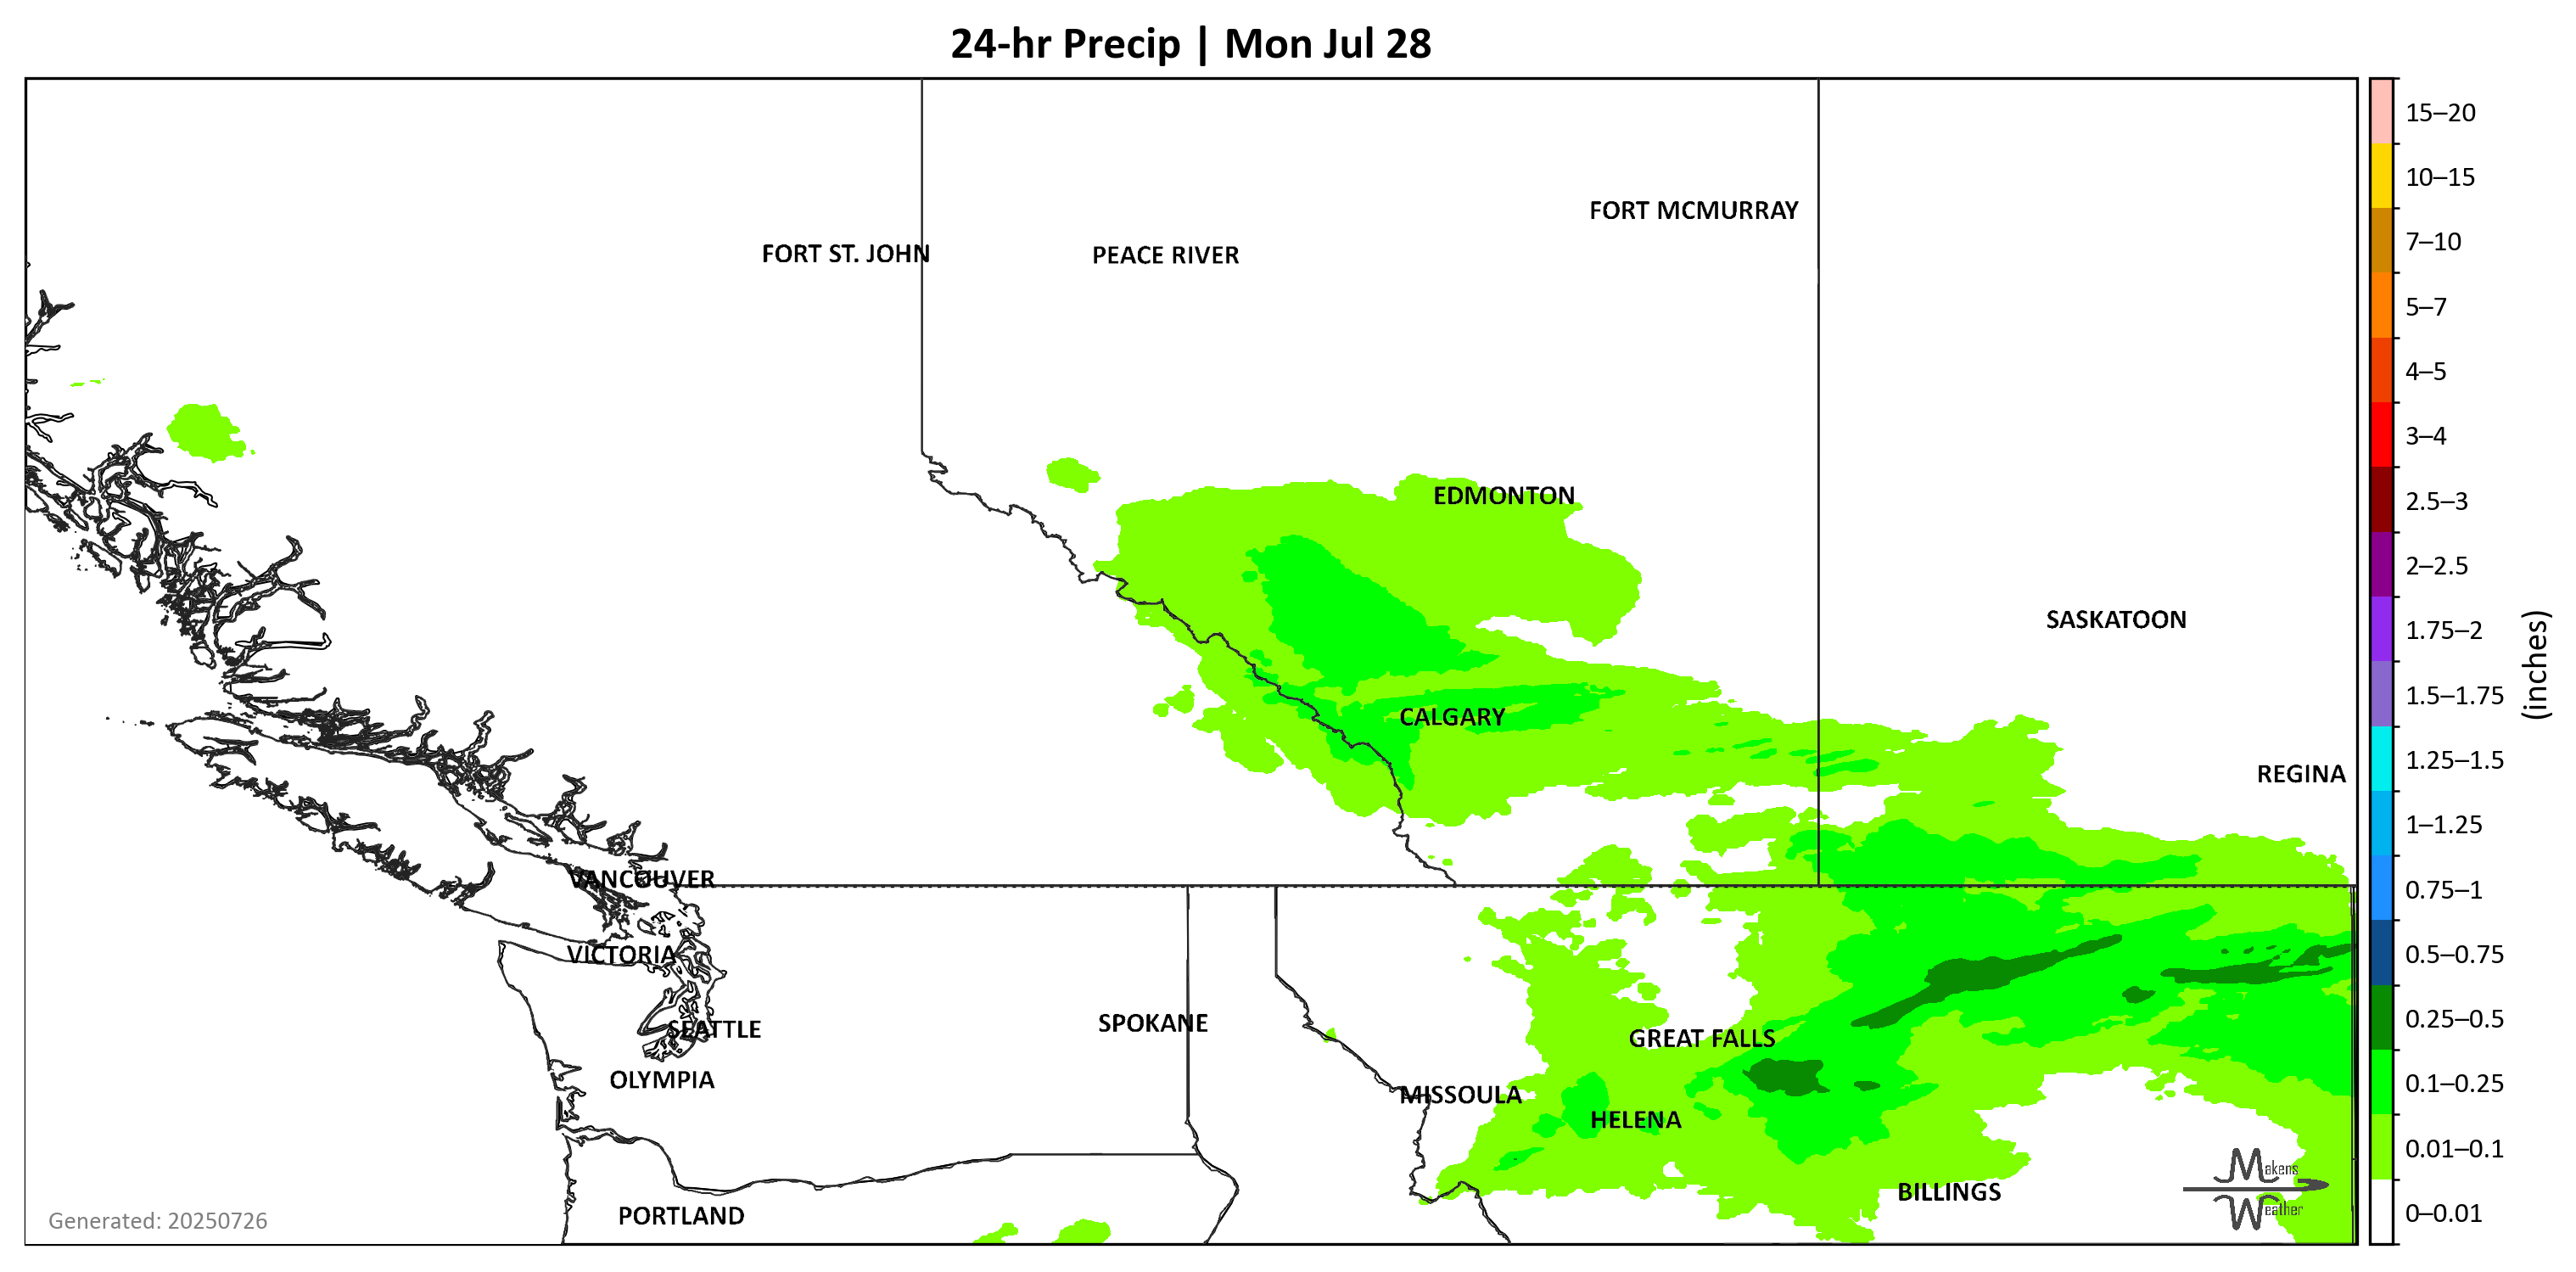 24-hr Precip | Mon Jul 28
15–20
10–15
FORT MCMURRAY
7–10
FORT ST. JOHN
PEACE RIVER
5–7
4–5
3–4
EDMONTON
2.5–3
2–2.5
SASKATOON
1.75–2
(inches)
1.5–1.75
CALGARY
1.25–1.5
REGINA
1–1.25
VANCOUVER
0.75–1
VICTORIA
0.5–0.75
SPOKANE
0.25–0.5
SEATTLE
GREAT FALLS
OLYMPIA
0.1–0.25
MISSOULA
HELENA
0.01–0.1
Makens
Weather
BILLINGS
PORTLAND
0–0.01
Generated: 20250726